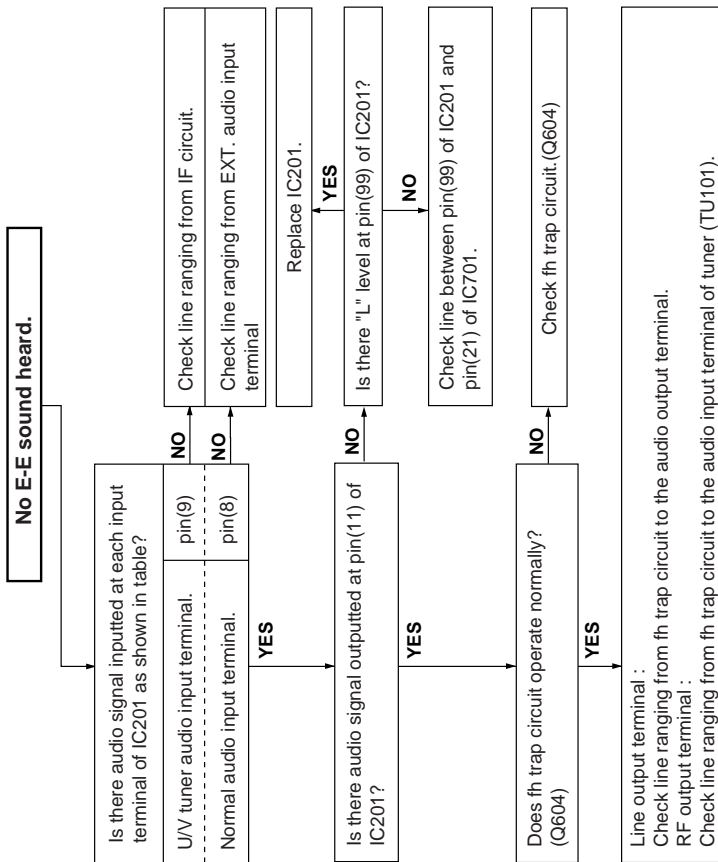 No E-E sound heard.
Is there audio signal inputted at each input
terminal of IC201 as shown in table?
U/V tuner audio input terminal.
pin(9)
Normal audio input terminal.
pin(8)
NO
Check line ranging from IF circuit.
NO
Check line ranging from EXT. audio input
terminal
YES
Is there audio signal outputted at pin(11) of
IC201?
NO
Is there "L" level at pin(99) of IC201?
YES
Replace IC201.
NO
Check line between pin(99) of IC201 and
pin(21) of IC701.
YES
Does fh trap circuit operate normally?
(Q604)
NO
Check fh trap circuit.(Q604)
YES
Line output terminal :
Check line ranging from fh trap circuit to the audio output terminal.
RF output terminal :
Check line ranging from fh trap circuit to the audio input terminal of tuner (TU101).